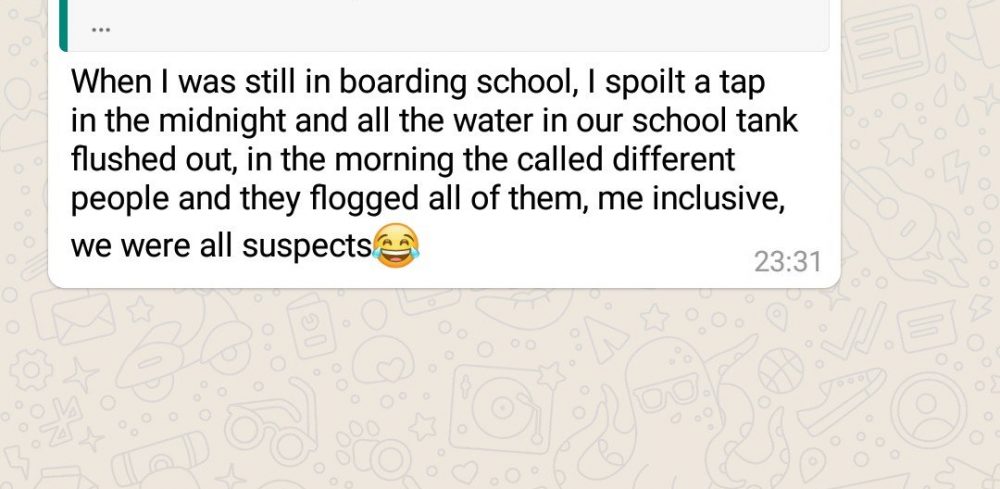 ...
When I was still in boarding school, I spoilt a tap
in the midnight and all the water in our school tank
flushed out, in the morning the called different
people and they flogged all of them, me inclusive,
we were all suspects😂
23:31